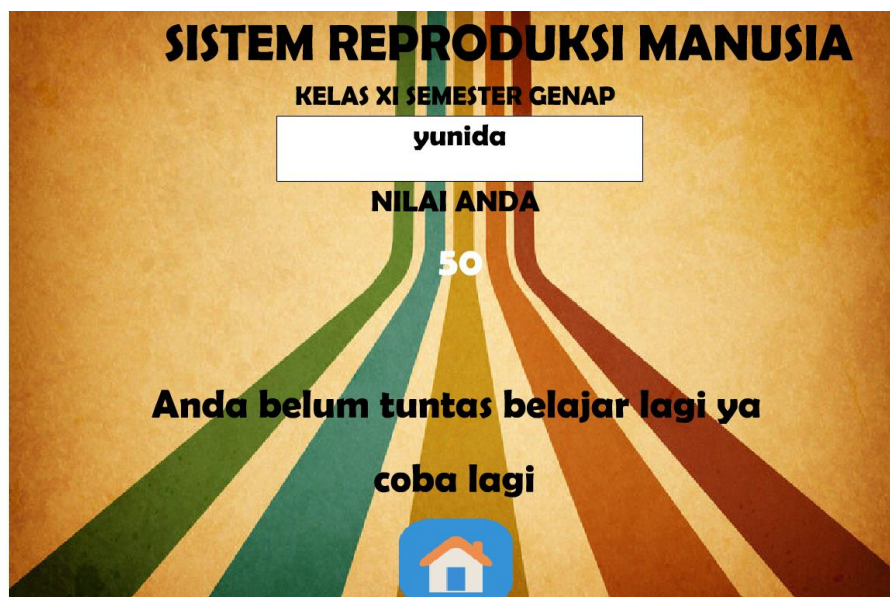 SISTEM REPRODUKSI MANUSIA
KELAS XI SEMESTER GENAP
yunida
NILAI ANDA
50
Anda belum tuntas belajar lagi ya
coba lagi